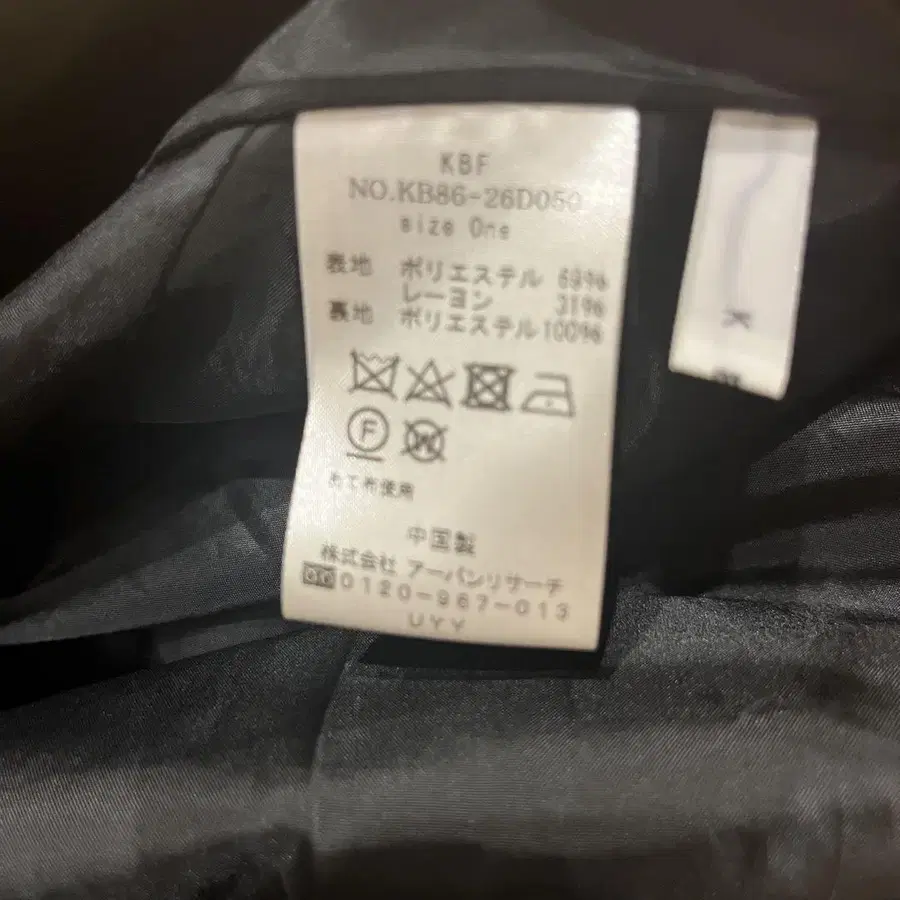 KBF
NO.KB86-26D050
size One
表地 ポリエステル 69%
レーヨン 31%
裏地 ポリエステル100%
F
W
あて布使用
中国製
株式会社 アーバンリサーチ
0120-967-013
UYY
K